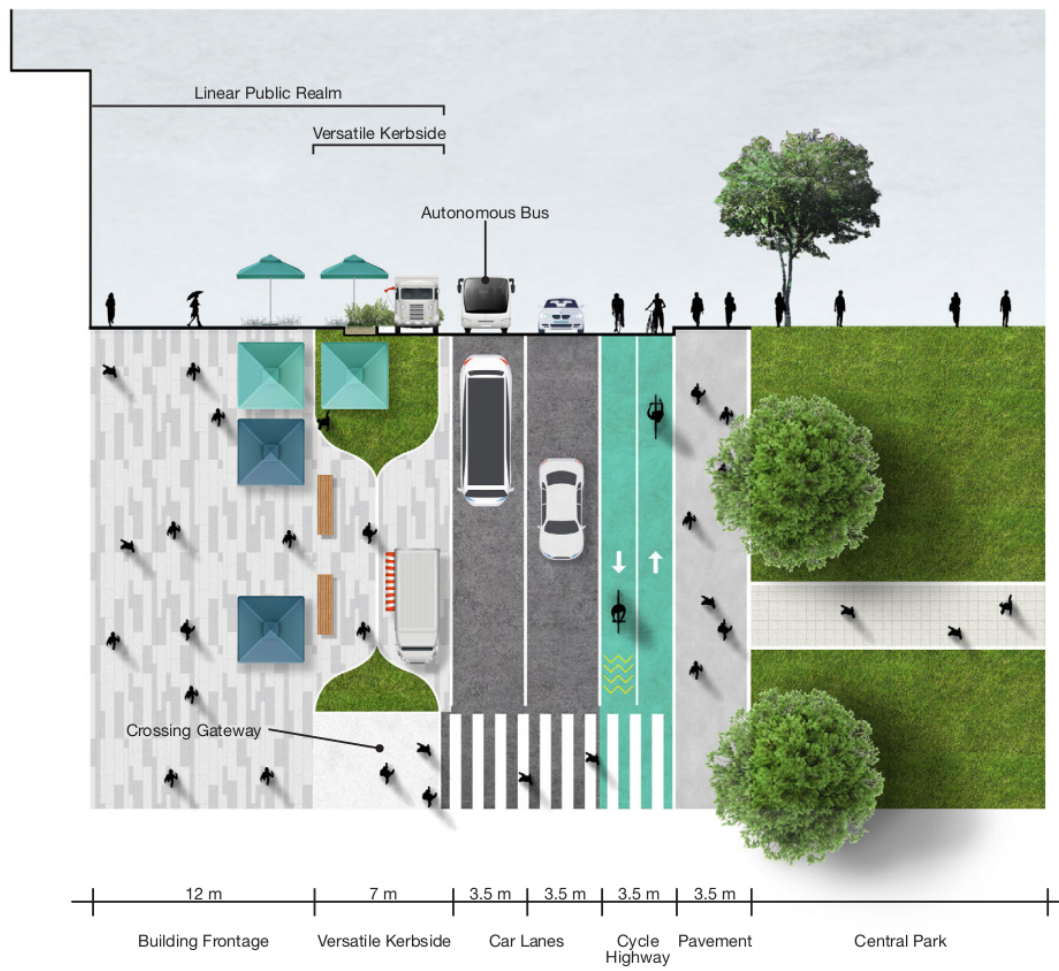 Linear Public Realm
Versatile Kerbside
Autonomous Bus
Crossing Gateway
12 m
7 m
3.5 m
3.5 m
3.5 m
3.5 m
Building Frontage
Versatile Kerbside
Car Lanes
Cycle
Highway
Pavement
Central Park